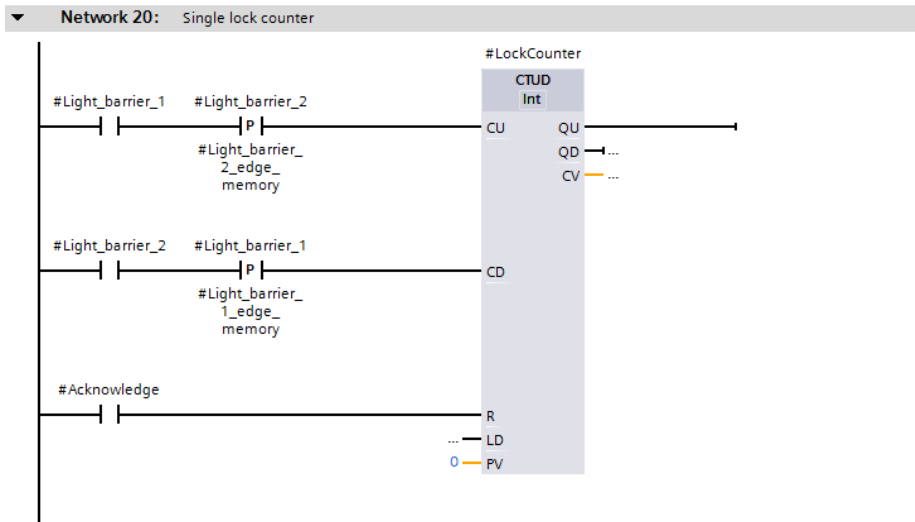 Network 20: Single lock counter
#LockCounter
CTUD
Int
#Light_barrier_1 #Light_barrier_2
P
CU QU
#Light_barrier_
2_edge_
memory
QD ...
CV ...
#Light_barrier_2 #Light_barrier_1
P
CD
#Light_barrier_
1_edge_
memory
#Acknowledge
R
... LD
0 PV